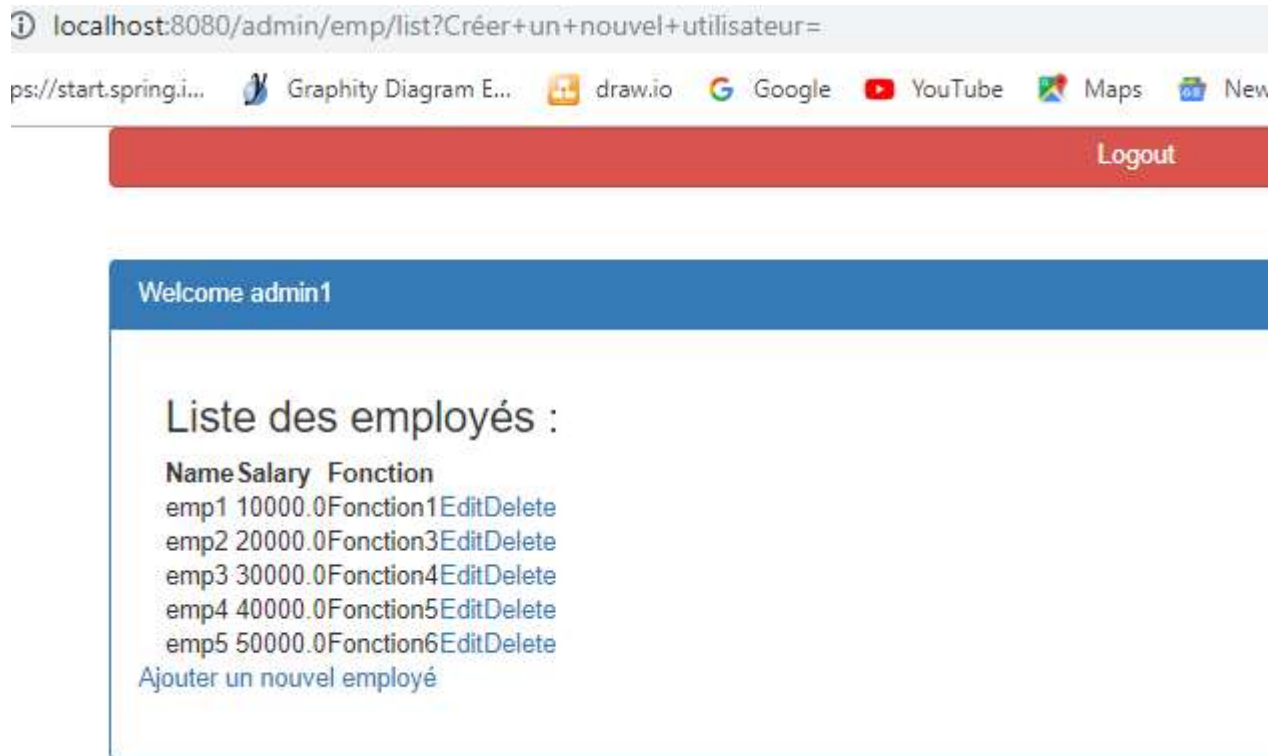 localhost:8080/admin/emp/list?Créer+un+nouvel+utilisateur=
ps://start.spring.i... Graphity Diagram E... draw.io Google YouTube Maps New
Logout
Welcome admin1
Liste des employés :
Name Salary Fonction
emp1 10000.0Fonction1EditDelete
emp2 20000.0Fonction3EditDelete
emp3 30000.0Fonction4EditDelete
emp4 40000.0Fonction5EditDelete
emp5 50000.0Fonction6EditDelete
Ajouter un nouvel employé